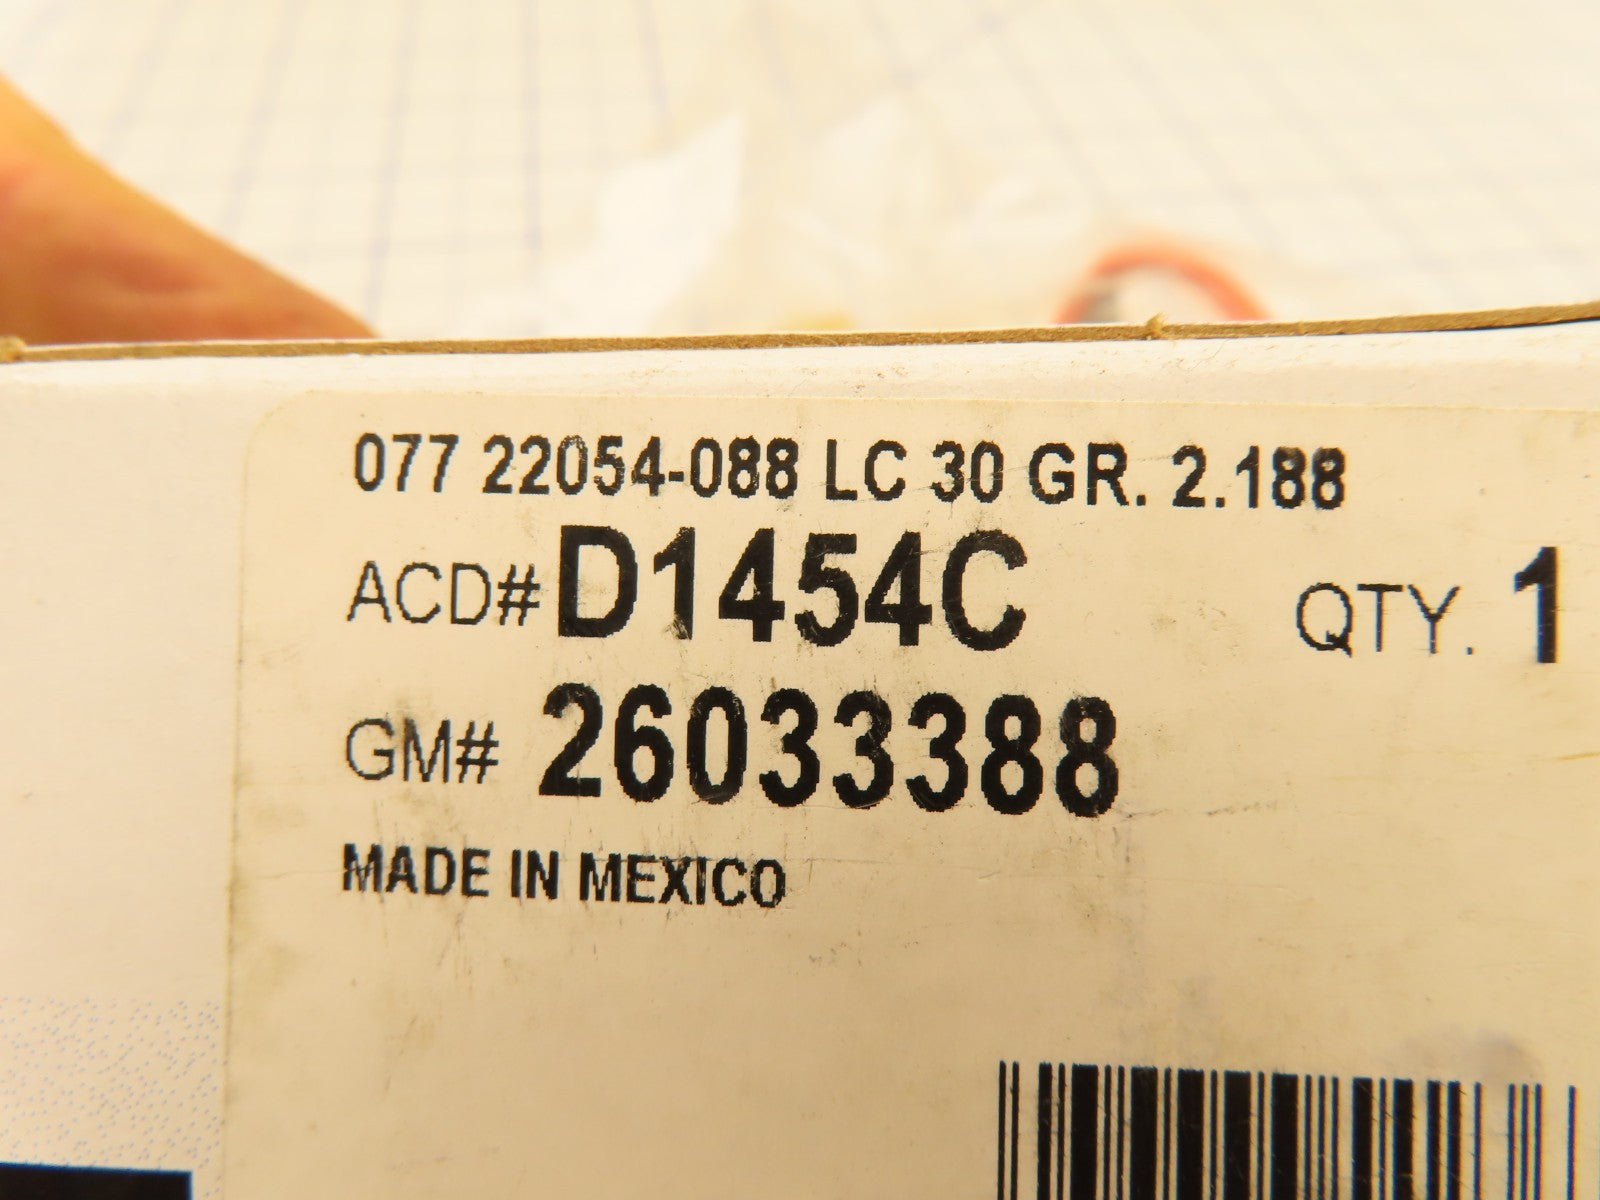 077 22054-088 LC 30 GR. 2.188
ACD# D1454C QTY. 1
GM# 26033388
MADE IN MEXICO